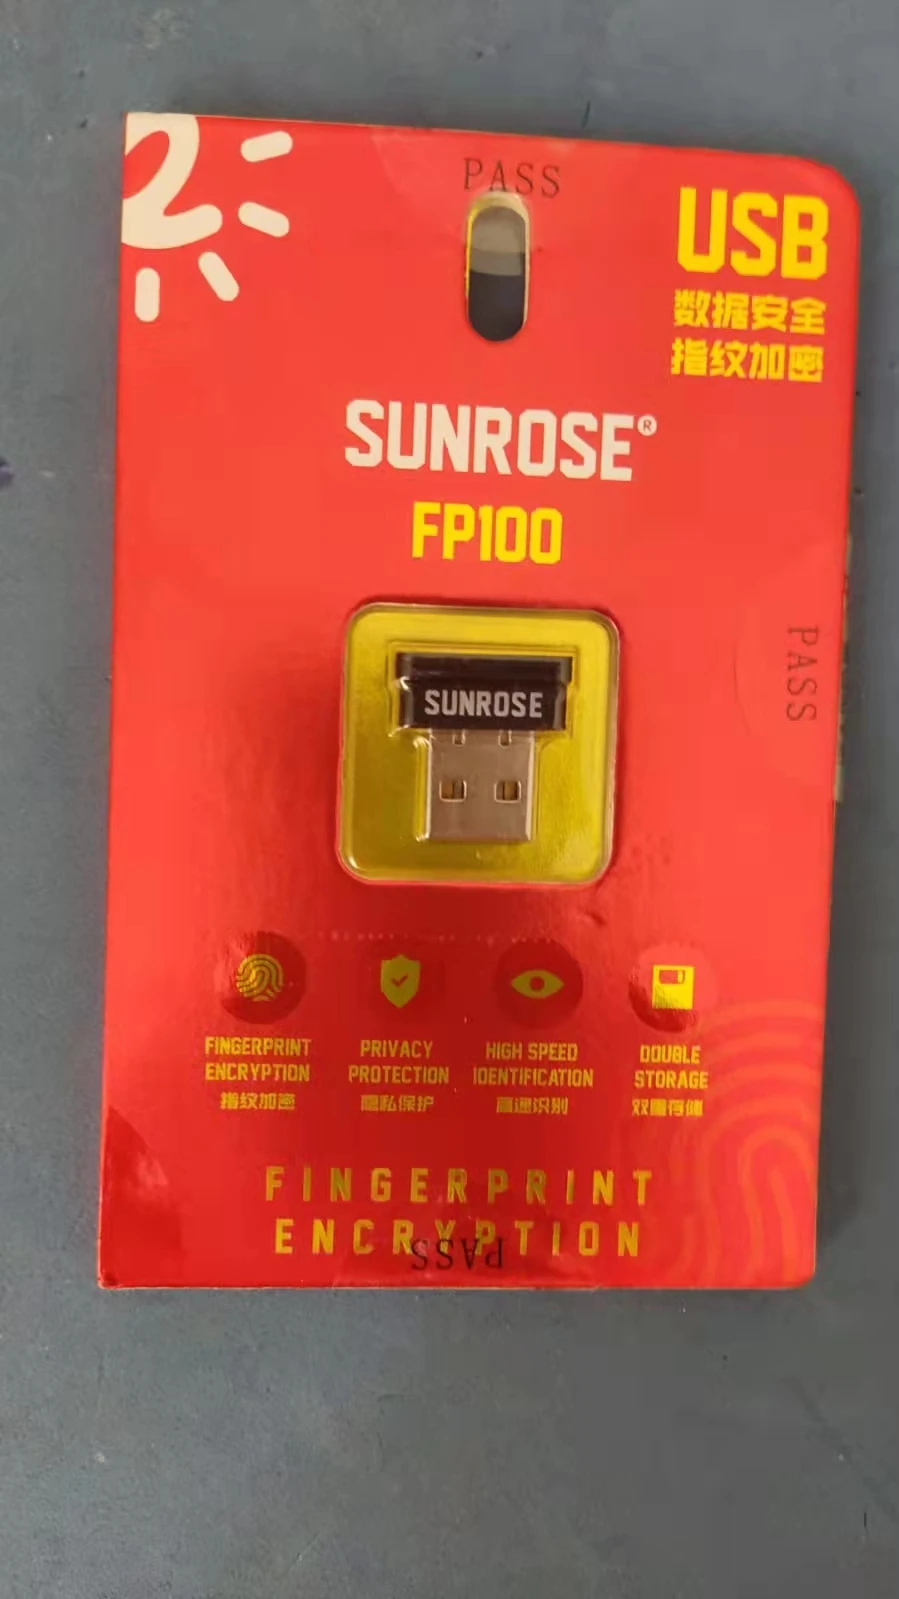 PASS
USB
数据安全
指纹加密
SUNROSE®
FP100
PASS
SUNROSE
FINGERPRINT
ENCRYPTION
指纹加密
PRIVACY
PROTECTION
隐私保护
HIGH SPEED
IDENTIFICATION
高速识别
DOUBLE
STORAGE
双重存储
FINGERPRINT
ENCRYPTION
PASS